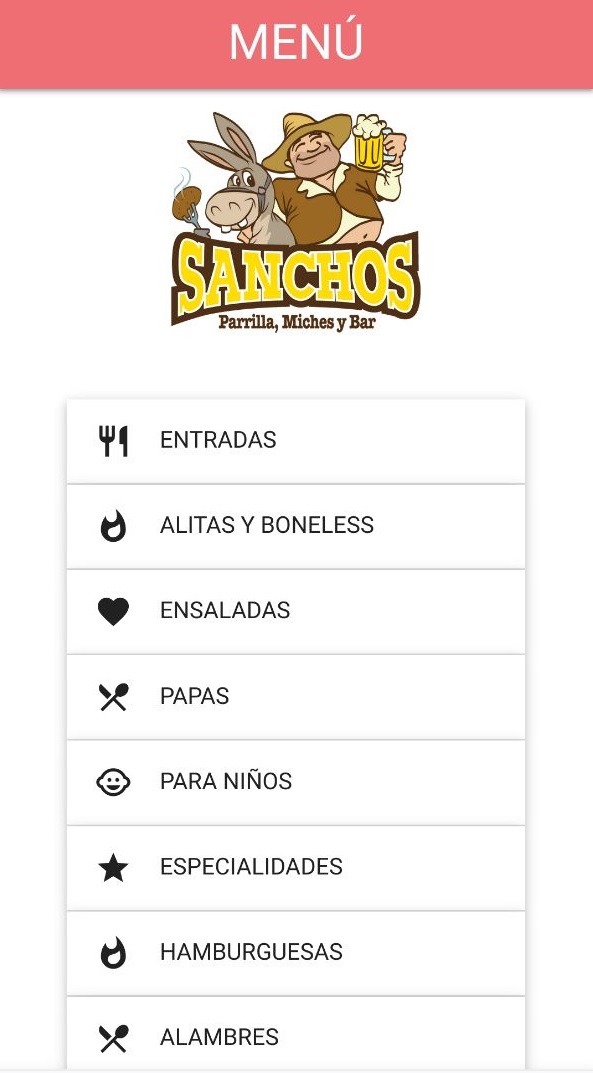 MENÚ
SANCHOS
Parrilla, Miches y Bar
ENTRADAS
ALITAS Y BONELESS
ENSALADAS
PAPAS
PARA NIÑOS
ESPECIALIDADES
HAMBURGUESAS
ALAMBRES